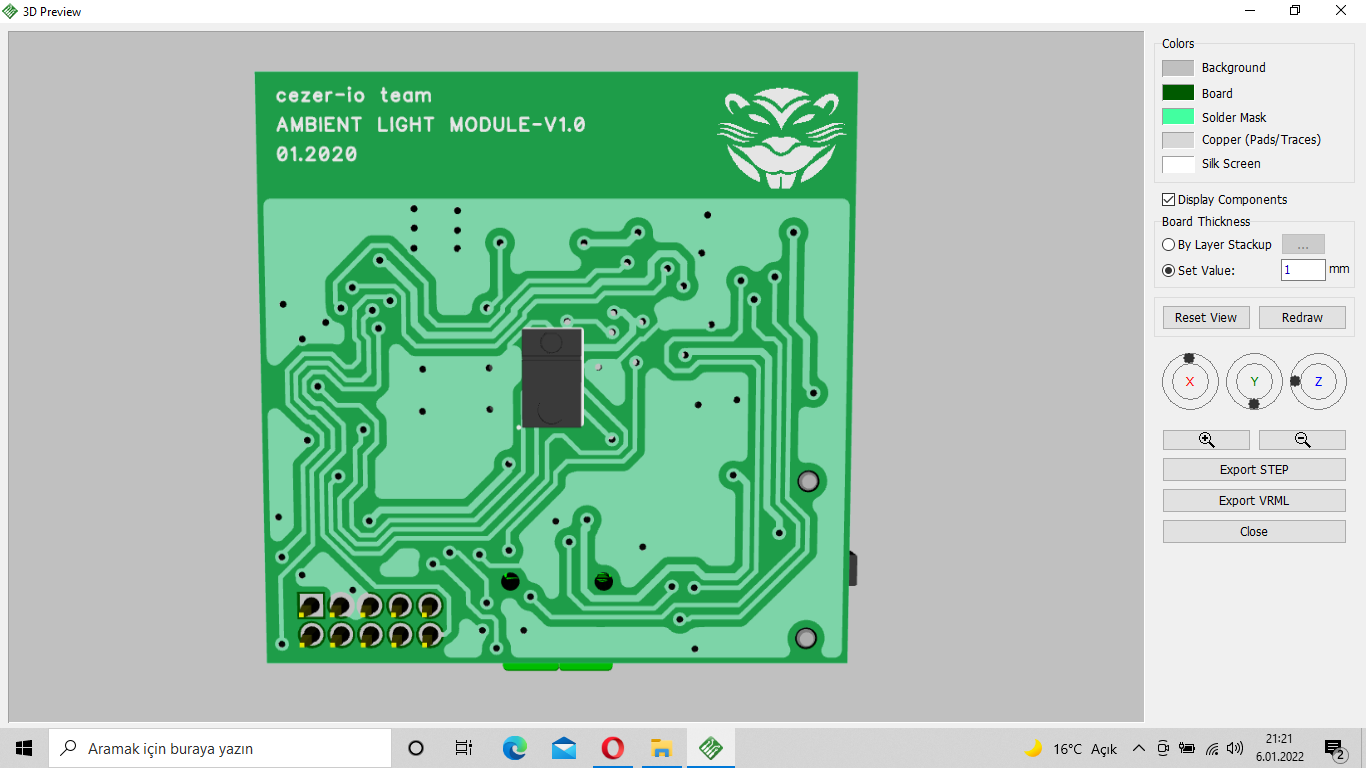 3D Preview
cezer-io team
AMBIENT LIGHT MODULE-V1.0
01.2020
Colors
Background
Board
Solder Mask
Copper (Pads/Traces)
Silk Screen
Display Components
Board Thickness
By Layer Stackup ...
Set Value: 1 mm
Reset View Redraw
X Y Z
Export STEP
Export VRML
Close
Aramak için buraya yazın
16°C Açık
21:21
6.01.2022
2